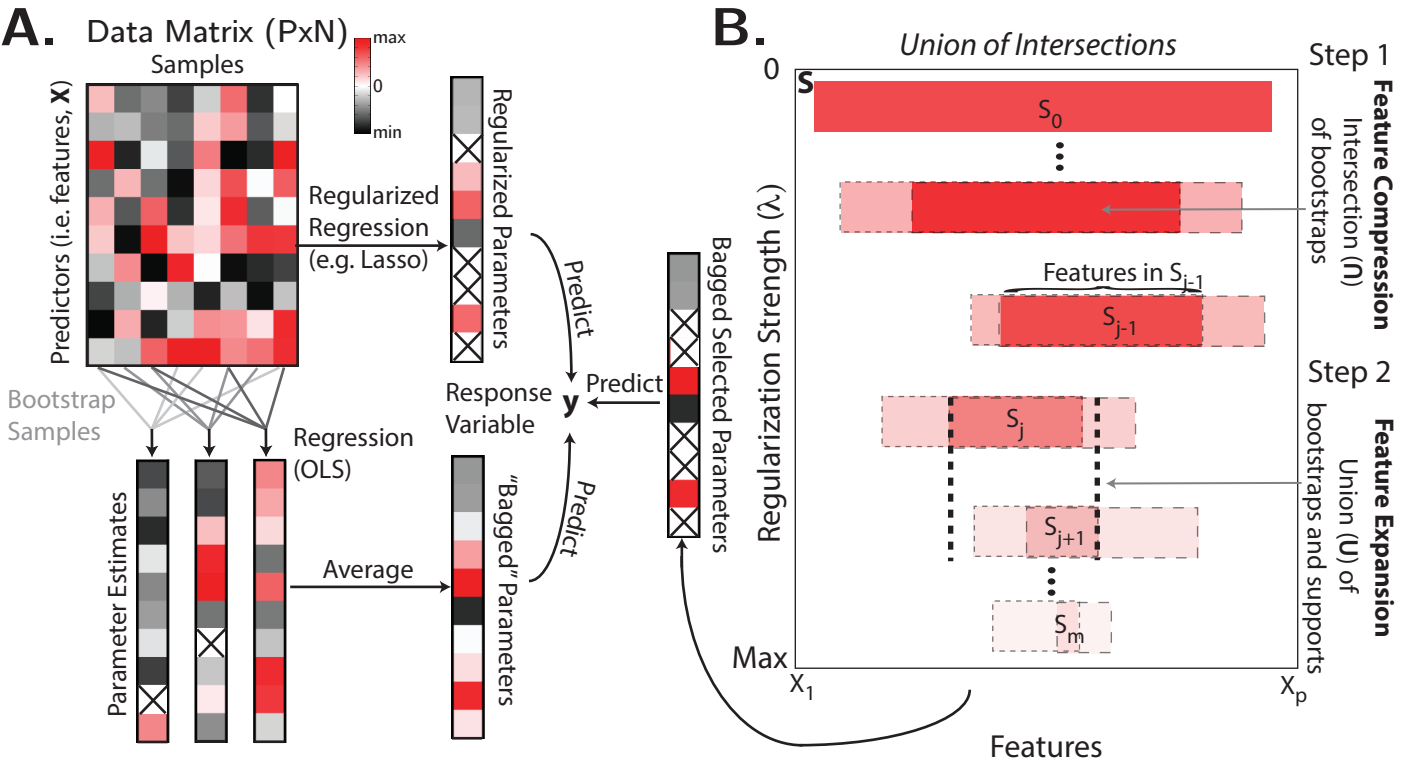 A.
Data Matrix (PxN)
Samples
max
0
min
Predictors (i.e. features, X)
Regularized
Regression
(e.g. Lasso)
Regularized Parameters
Predict
Bootstrap
Samples
Regression
(OLS)
Parameter Estimates
Average
"Bagged" Parameters
Predict
Response
Variable
y
Predict
Bagged Selected Parameters
B.
Union of Intersections
0
Max
Regularization Strength (λ)
S
S0
Features in Sj-1
Sj-1
Sj
Sj+1
Sm
X1
Xp
Features
Step 1
Feature Compression
Intersection (∩)
of bootstraps
Step 2
Feature Expansion
Union (U) of
bootstraps and supports